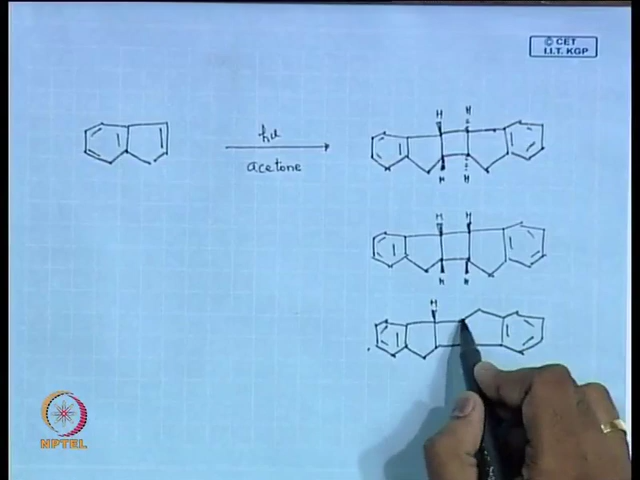 © CET
I.I.T. KGP
hν
acetone
H H
H H
H H
H H
H
NPTEL